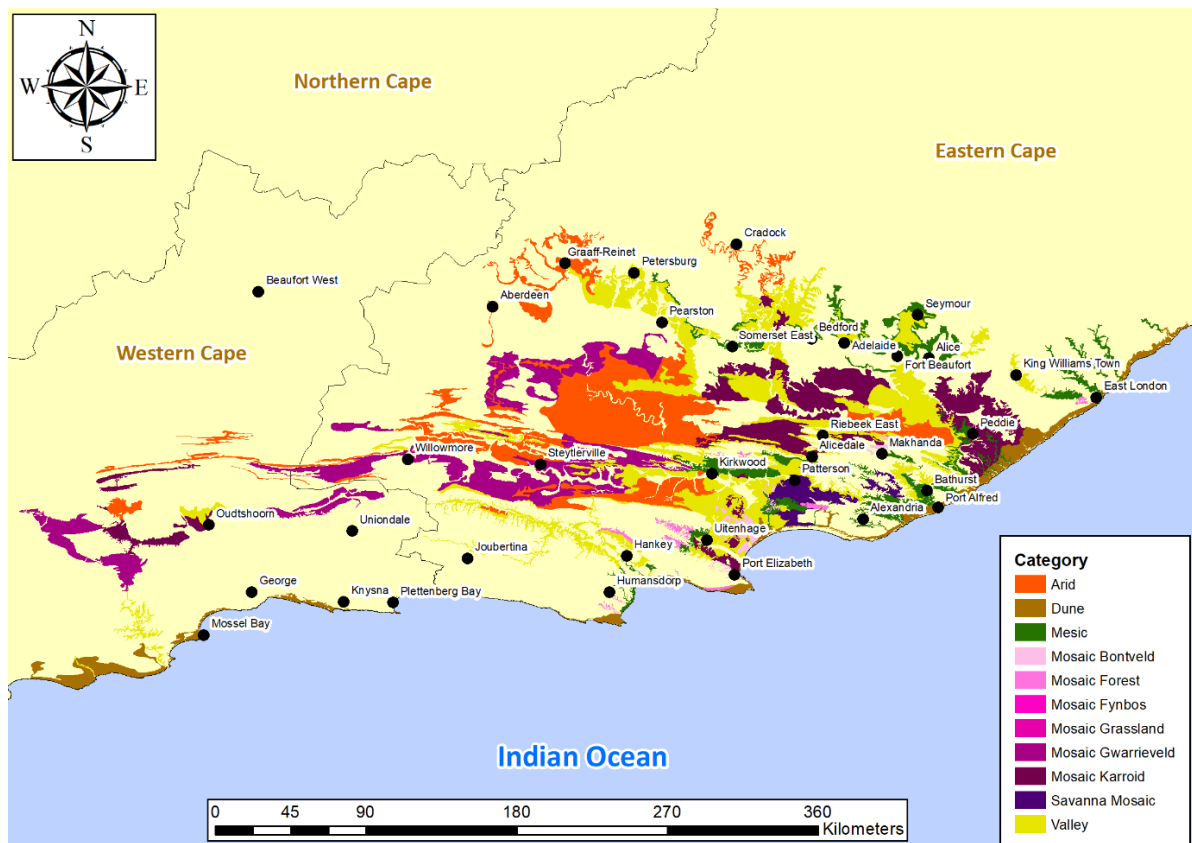 N
W E
S
Northern Cape
Eastern Cape
Western Cape
Cradock
Graaff-Reinet
Petersburg
Beaufort West
Aberdeen
Pearston
Seymour
Somerset East
Bedford
Adelaide
Alice
Fort Beaufort
King Williams Town
East London
Riebeek East
Peddie
Alicedale
Makhanda
Willowmore
Steytlerville
Kirkwood
Patterson
Bathurst
Port Alfred
Oudtshoorn
Uniondale
Alexandria
Joubertina
Hankey
Uitenhage
Port Elizabeth
George
Knysna
Plettenberg Bay
Humansdorp
Mossel Bay
Indian Ocean
Category
Arid
Dune
Mesic
Mosaic Bontveld
Mosaic Forest
Mosaic Fynbos
Mosaic Grassland
Mosaic Gwarrieveld
Mosaic Karroid
Savanna Mosaic
Valley
0 45 90 180 270 360
Kilometers